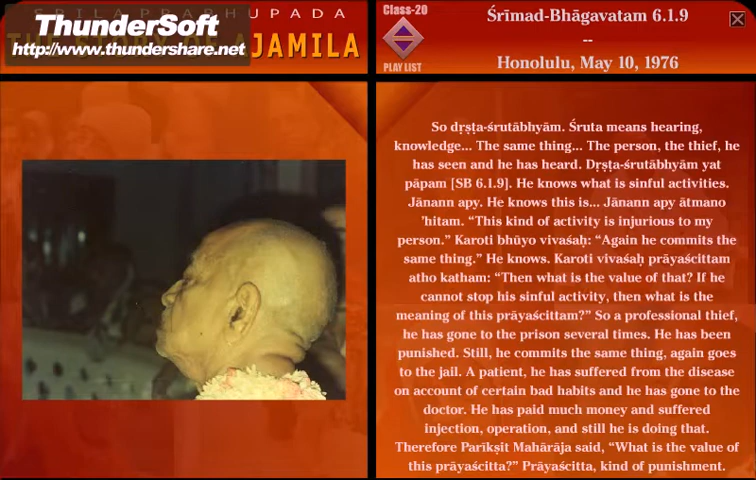 ThunderSoft
http://www.thundershare.net
SRILA PRABHUPADA
THE STORY OF AJAMILA
Class-20
PLAY LIST
Śrīmad-Bhāgavatam 6.1.9
--
Honolulu, May 10, 1976
So dṛṣṭa-śrutābhyām. Śruta means hearing,
knowledge... The same thing... The person, the thief, he
has seen and he has heard. Dṛṣṭa-śrutābhyām yat
pāpam [SB 6.1.9]. He knows what is sinful activities.
Jānann apy. He knows this is... Jānann apy ātmano
'hitam. “This kind of activity is injurious to my
person.” Karoti bhūyo vivaśaḥ: “Again he commits the
same thing.” He knows. Karoti vivaśaḥ prāyaścittam
atho katham: “Then what is the value of that? If he
cannot stop his sinful activity, then what is the
meaning of this prāyaścittam?” So a professional thief,
he has gone to the prison several times. He has been
punished. Still, he commits the same thing, again goes
to the jail. A patient, he has suffered from the disease
on account of certain bad habits and he has gone to the
doctor. He has paid much money and suffered
injection, operation, and still he is doing that.
Therefore Parīkṣit Mahārāja said, “What is the value of
this prāyaścitta?” Prāyaścitta, kind of punishment.